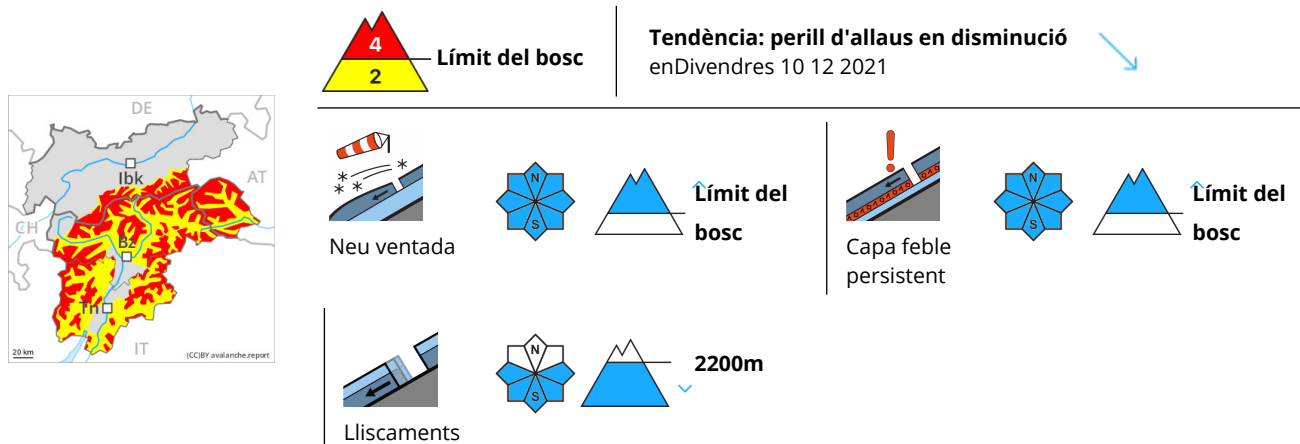 4
2
Límit del bosc
Tendència: perill d'allaus en disminució
enDivendres 10 12 2021
DE
Ibk
AT
CH
Bz
Tn
IT
20 km
(CC)BY avalanche.report
N
S
Límit del
bosc
Neu ventada
N
S
Límit del
bosc
Capa feble
persistent
N
S
2200m
Lliscaments